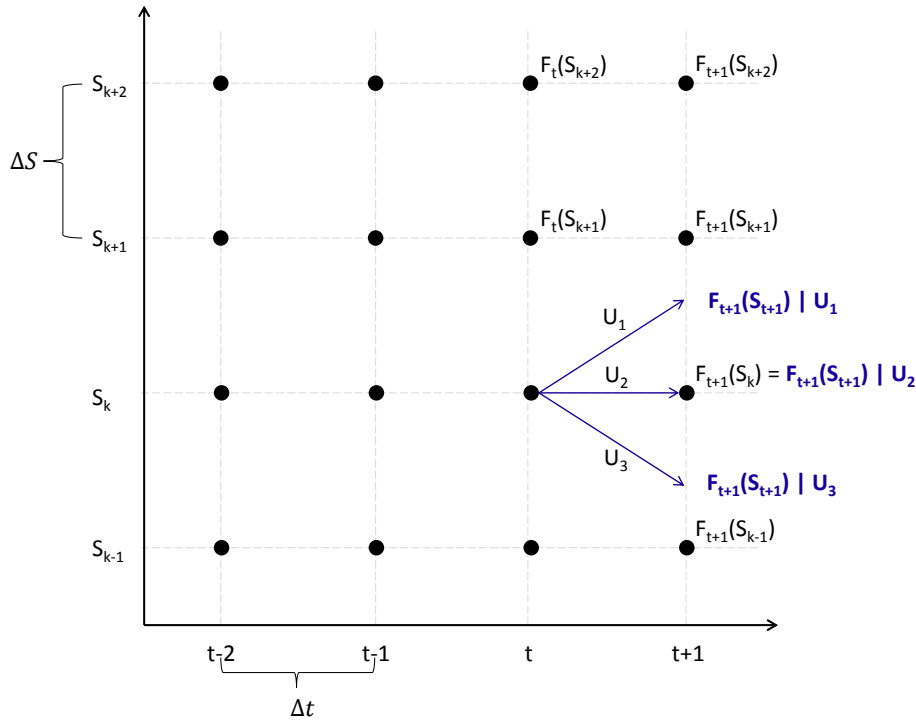 S_{k+2}
F_t(S_{k+2})
F_{t+1}(S_{k+2})
ΔS
S_{k+1}
F_t(S_{k+1})
F_{t+1}(S_{k+1})
U_1
F_{t+1}(S_{t+1}) | U_1
S_k
U_2
F_{t+1}(S_k) = F_{t+1}(S_{t+1}) | U_2
U_3
F_{t+1}(S_{t+1}) | U_3
S_{k-1}
F_{t+1}(S_{k-1})
t-2
t-1
t
t+1
Δt